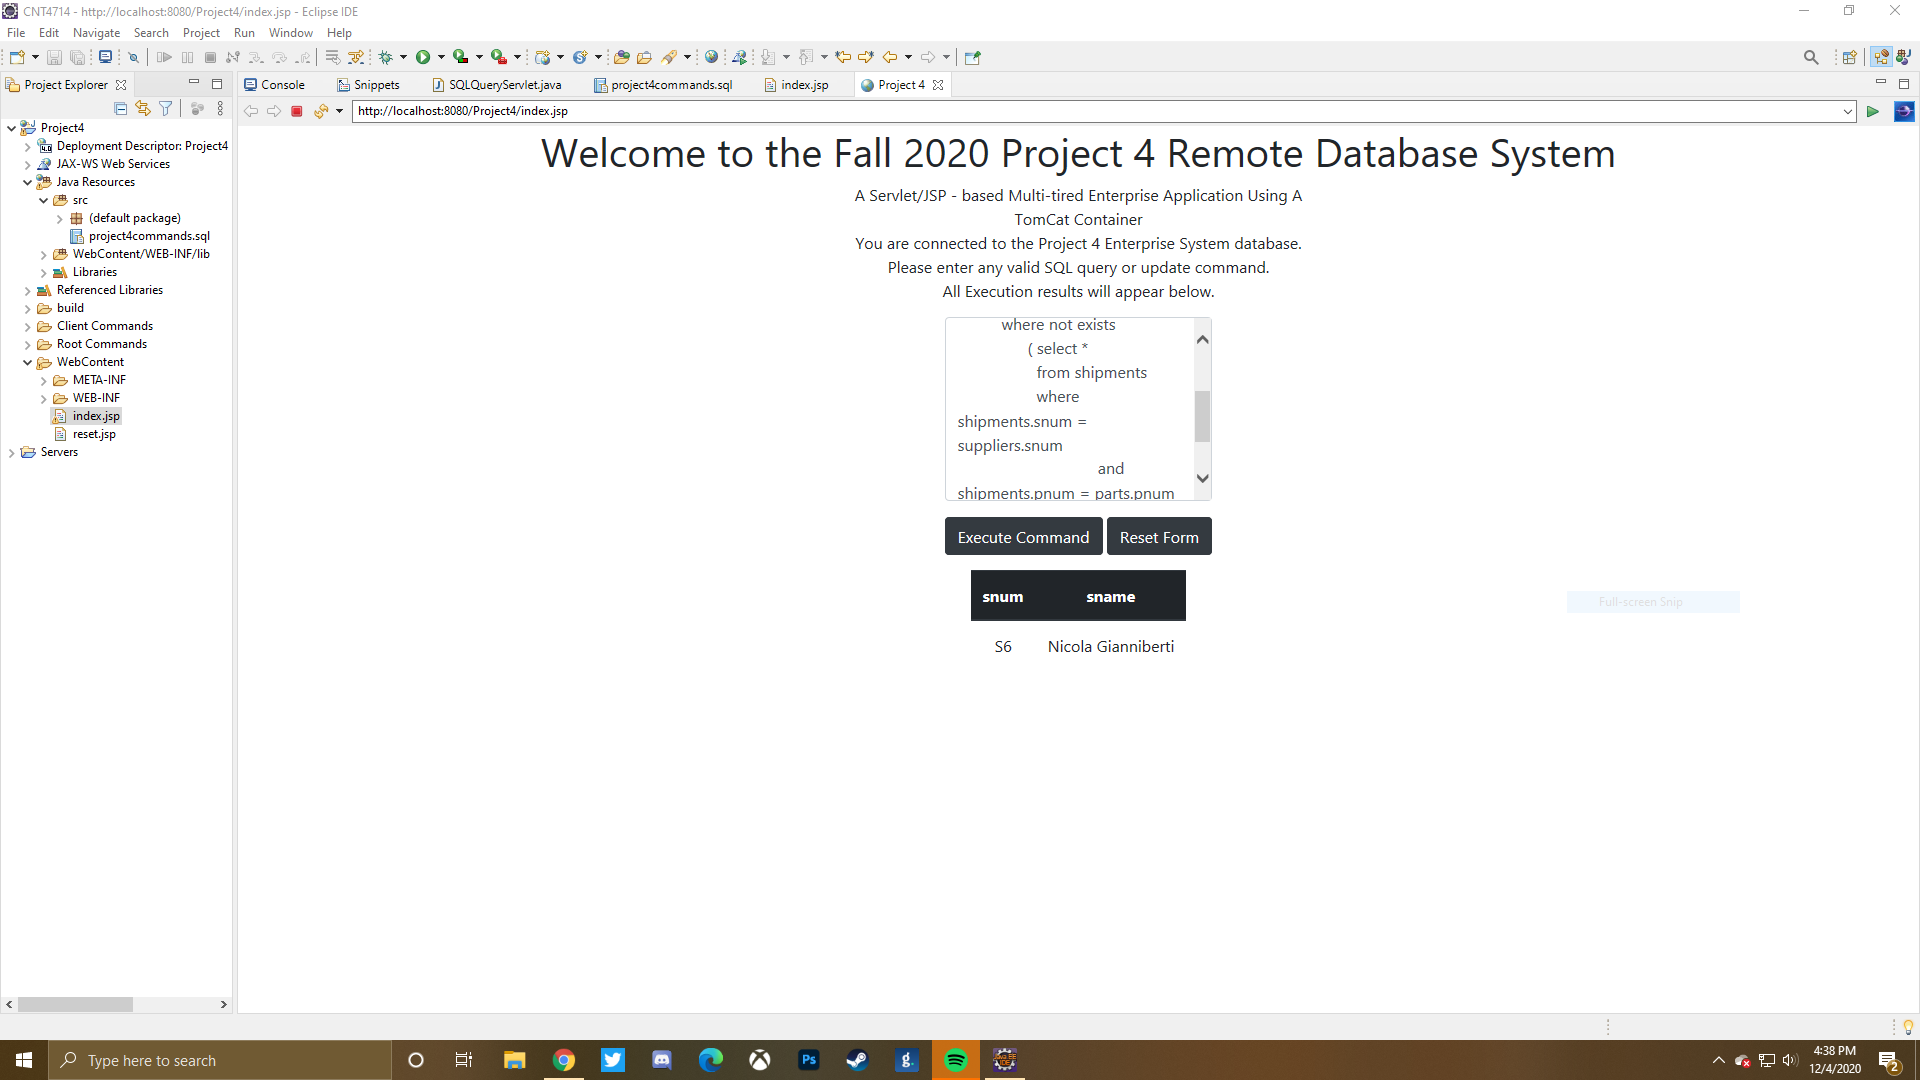 CNT4714 - http://localhost:8080/Project4/index.jsp - Eclipse IDE
File Edit Navigate Search Project Run Window Help
Project Explorer
Console Snippets SQLQueryServlet.java project4commands.sql index.jsp Project 4
http://localhost:8080/Project4/index.jsp
Project4
Deployment Descriptor: Project4
JAX-WS Web Services
Java Resources
src
(default package)
project4commands.sql
WebContent/WEB-INF/lib
Libraries
Referenced Libraries
build
Client Commands
Root Commands
WebContent
META-INF
WEB-INF
index.jsp
reset.jsp
Servers
Welcome to the Fall 2020 Project 4 Remote Database System
A Servlet/JSP - based Multi-tired Enterprise Application Using A
TomCat Container
You are connected to the Project 4 Enterprise System database.
Please enter any valid SQL query or update command.
All Execution results will appear below.
where not exists
( select *
from shipments
where
shipments.snum =
suppliers.snum
and
shipments.pnum = parts.pnum
Execute Command Reset Form
snum sname
S6 Nicola Gianniberti
Full-screen Snip
Type here to search
Ps
g.
4:38 PM
12/4/2020
2